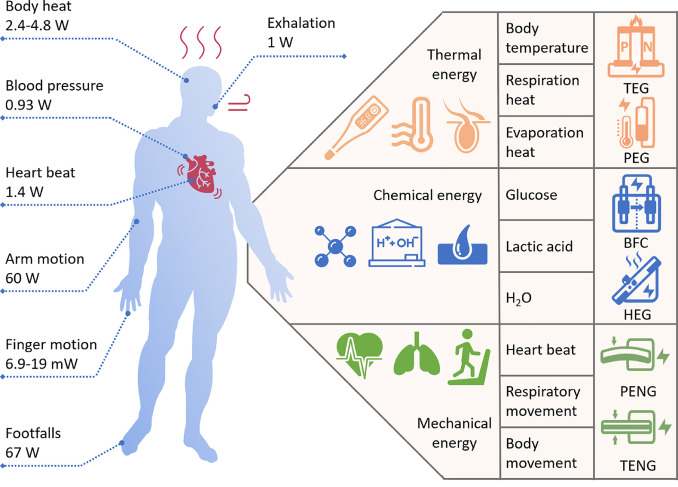 Body heat
2.4-4.8 W
Exhalation
1 W
Blood pressure
0.93 W
Heart beat
1.4 W
Arm motion
60 W
Finger motion
6.9-19 mW
Footfalls
67 W
Thermal
energy
Body
temperature
Respiration
heat
Evaporation
heat
P N
TEG
PEG
Chemical energy
H⁺+OH⁻
Glucose
Lactic acid
H₂O
BFC
HEG
Mechanical
energy
Heart beat
Respiratory
movement
Body
movement
PENG
TENG